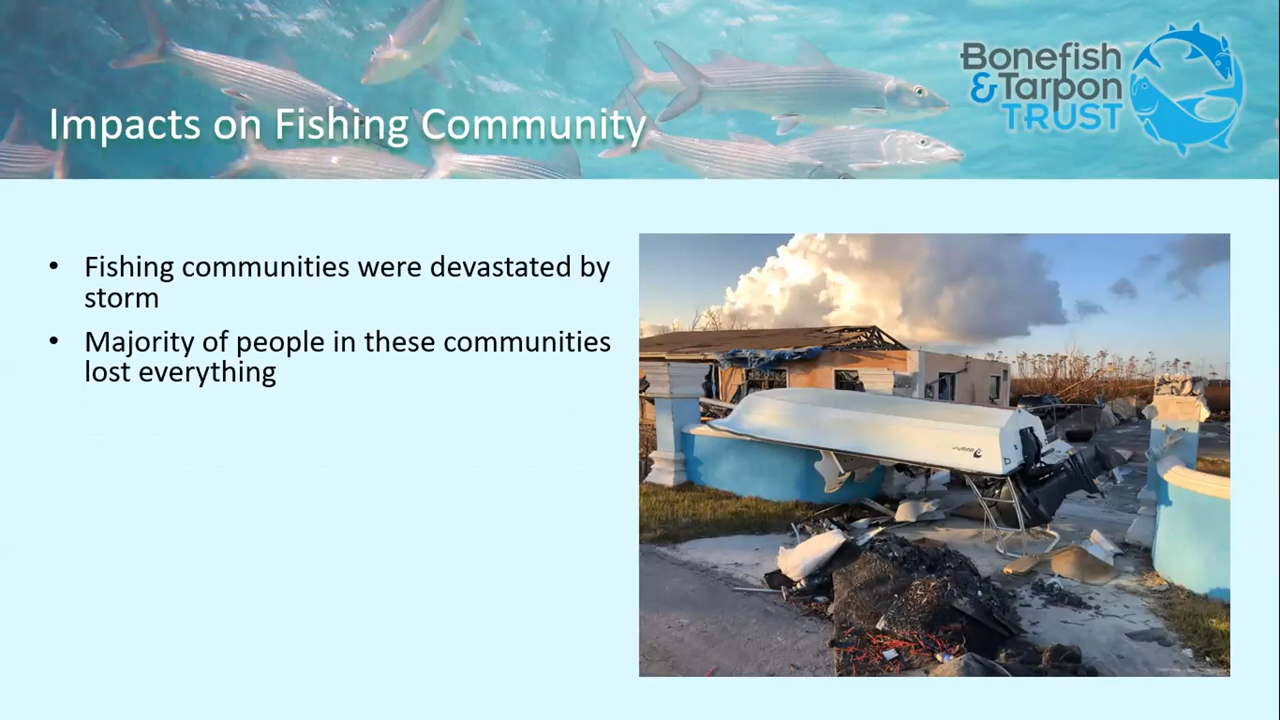 Bonefish
& Tarpon
TRUST
Impacts on Fishing Community
• Fishing communities were devastated by
storm
• Majority of people in these communities
lost everything